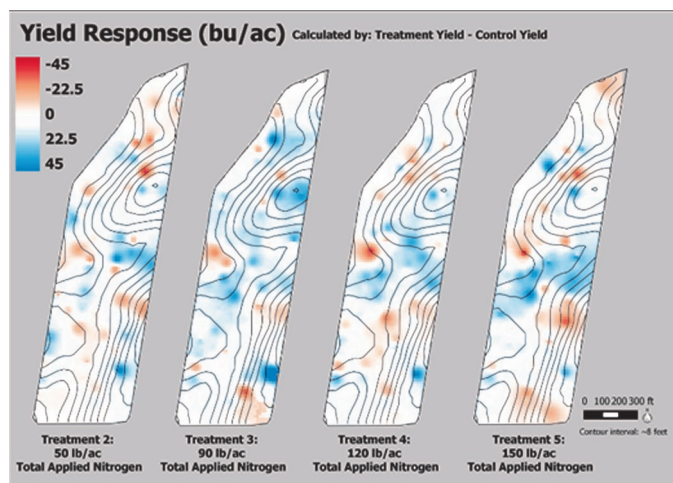 Yield Response (bu/ac) Calculated by: Treatment Yield - Control Yield
-45
-22.5
0
22.5
45
0 100 200 300 ft
Contour interval: ~8 feet
Treatment 2:
50 lb/ac
Total Applied Nitrogen
Treatment 3:
90 lb/ac
Total Applied Nitrogen
Treatment 4:
120 lb/ac
Total Applied Nitrogen
Treatment 5:
150 lb/ac
Total Applied Nitrogen